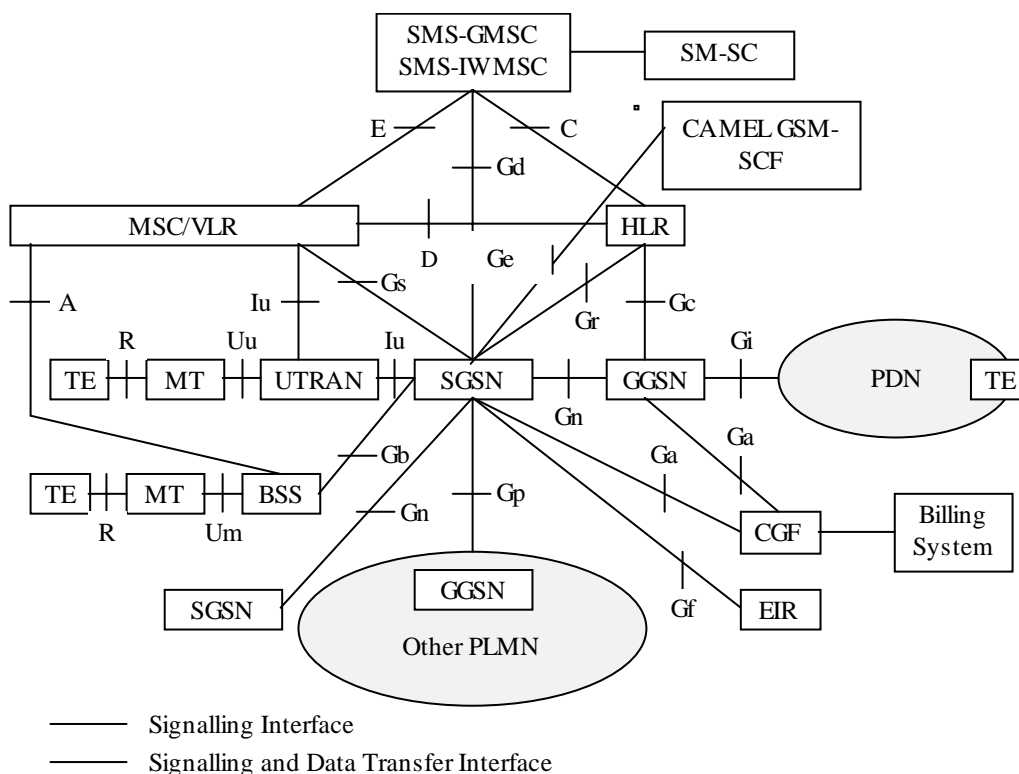 SMS-GMSC
SMS-IWMSC
SM-SC
CAMEL GSM-
SCF
E
C
Gd
MSC/VLR
HLR
D
Ge
A
Iu
Gs
Gr
Gc
R
Uu
Iu
Gi
TE
MT
UTRAN
SGSN
GGSN
PDN
TE
Gn
Ga
Gb
Ga
TE
MT
BSS
Gp
R
Um
Gn
CGF
Billing
System
SGSN
GGSN
Gf
EIR
Other PLMN
Signalling Interface
Signalling and Data Transfer Interface